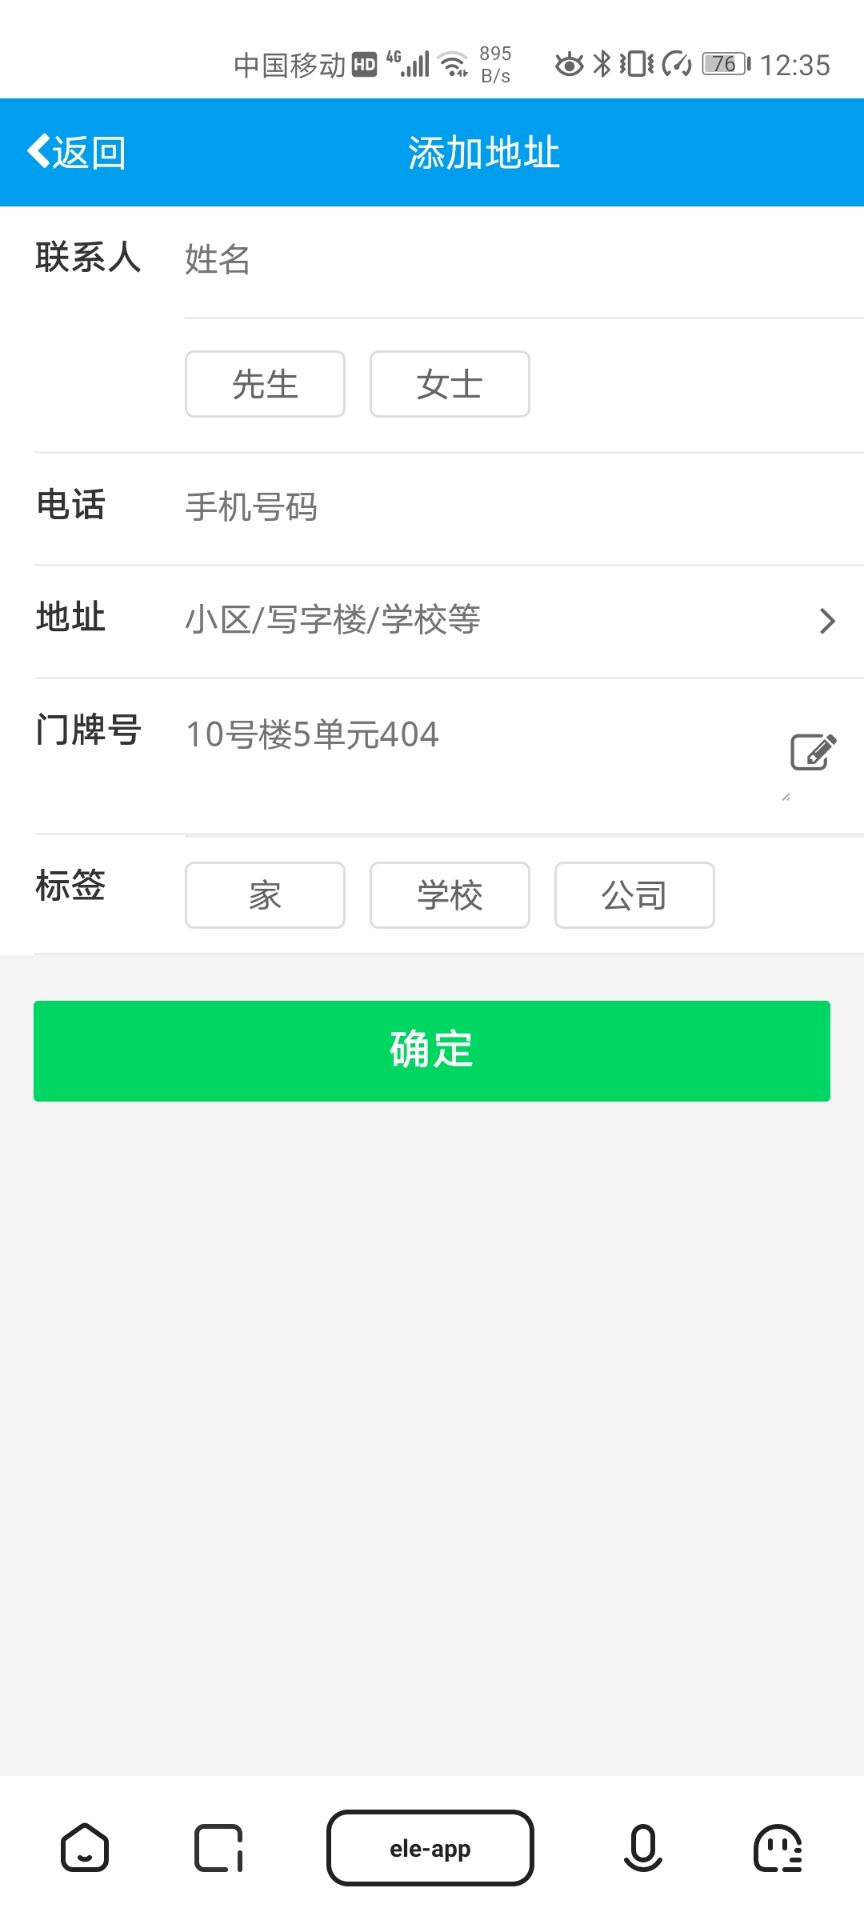 中国移动 HD 4G 895 B/s 76 12:35
返回 添加地址
联系人 姓名
先生 女士
电话 手机号码
地址 小区/写字楼/学校等
门牌号 10号楼5单元404
标签 家 学校 公司
确定
ele-app